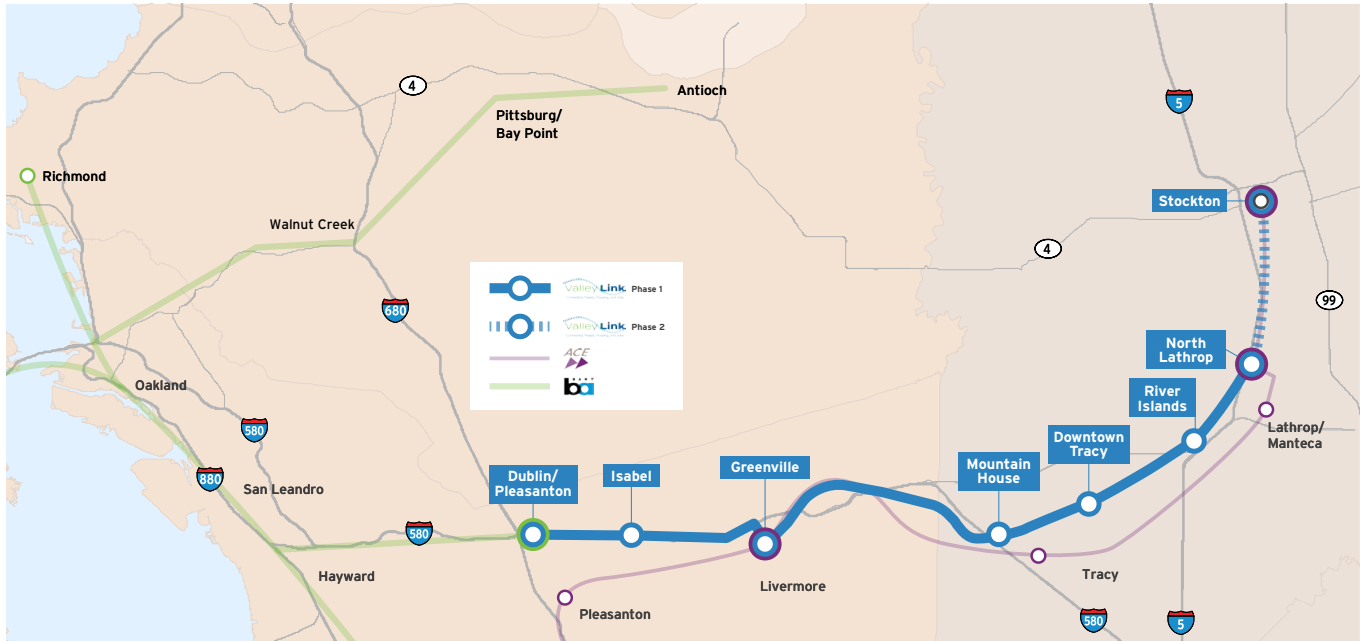 4
Antioch
Pittsburg/
Bay Point
5
Richmond
Stockton
Walnut Creek
4
Valley Link Phase 1
99
680
Valley Link Phase 2
ACE
North
Lathrop
Oakland
BART
ba
River
Islands
580
Lathrop/
Manteca
Downtown
Tracy
Mountain
House
Greenville
Isabel
Dublin/
Pleasanton
880
San Leandro
580
Hayward
Livermore
Tracy
Pleasanton
580
5